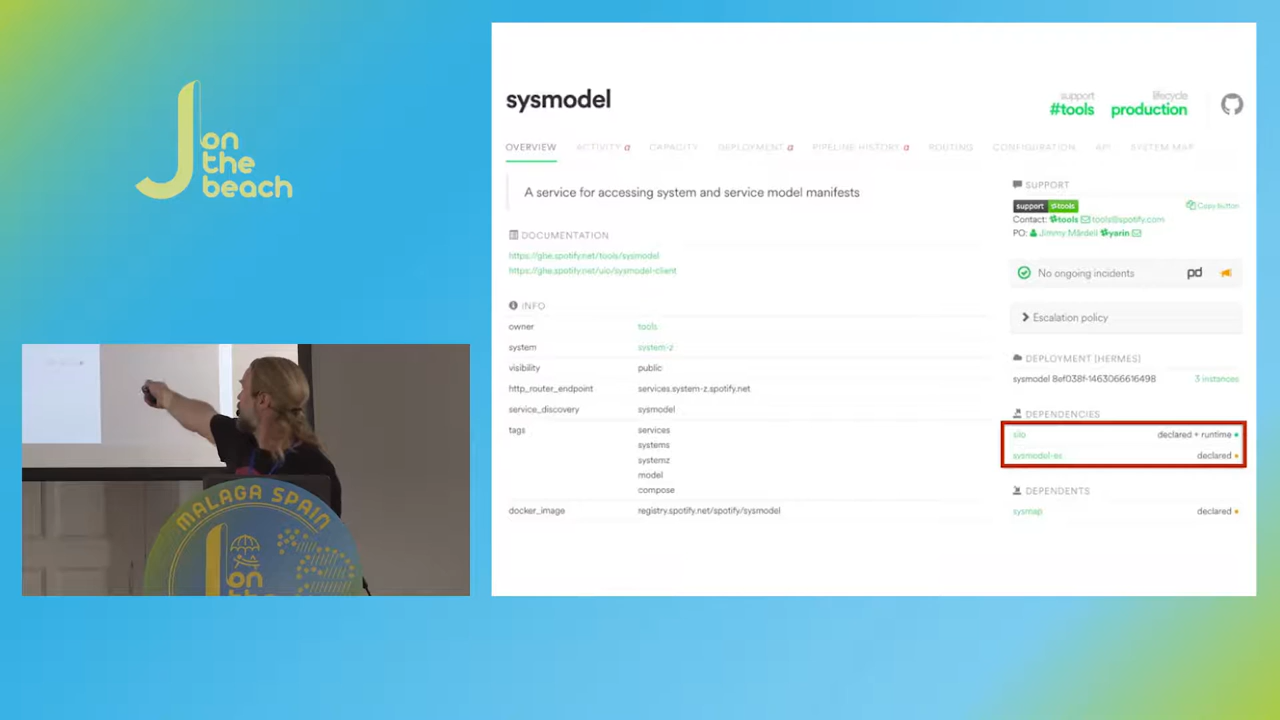 J on
the
beach
MALAGA SPAIN
on
sysmodel
support
#tools
lifecycle
production
OVERVIEW ACTIVITY α CAPACITY DEPLOYMENT α PIPELINE HISTORY α ROUTING CONFIGURATION API SYSTEM MAP
A service for accessing system and service model manifests
DOCUMENTATION
https://ghe.spotify.net/tools/sysmodel
https://ghe.spotify.net/uio/sysmodel-client
INFO
owner tools
system system-z
visibility public
http_router_endpoint services.system-z.spotify.net
service_discovery sysmodel
tags services
systems
systemz
model
compose
docker_image registry.spotify.net/spotify/sysmodel
SUPPORT
support tools Copy button
Contact: tools tools@spotify.com
PO: Jimmy Mårdell yarin
No ongoing incidents pd
Escalation policy
DEPLOYMENT [HERMES]
sysmodel 8ef038f-1463066616498 3 instances
DEPENDENCIES
silo declared + runtime
declared
DEPENDENTS
sysmap declared